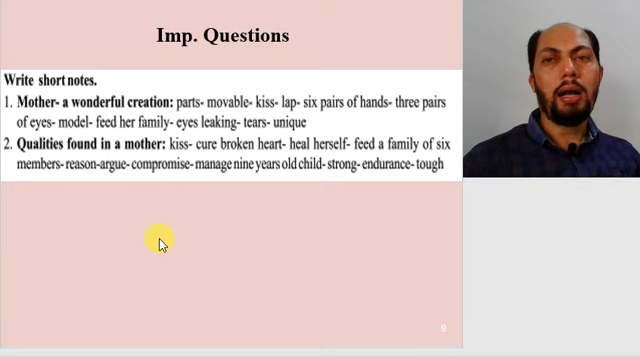 Imp. Questions
Write short notes.
1. Mother- a wonderful creation: parts- movable- kiss- lap- six pairs of hands- three pairs
of eyes- model- feed her family- eyes leaking- tears- unique
2. Qualities found in a mother: kiss- cure broken heart- heal herself- feed a family of six
members- reason-argue- compromise- manage nine years old child- strong- endurance- tough
9